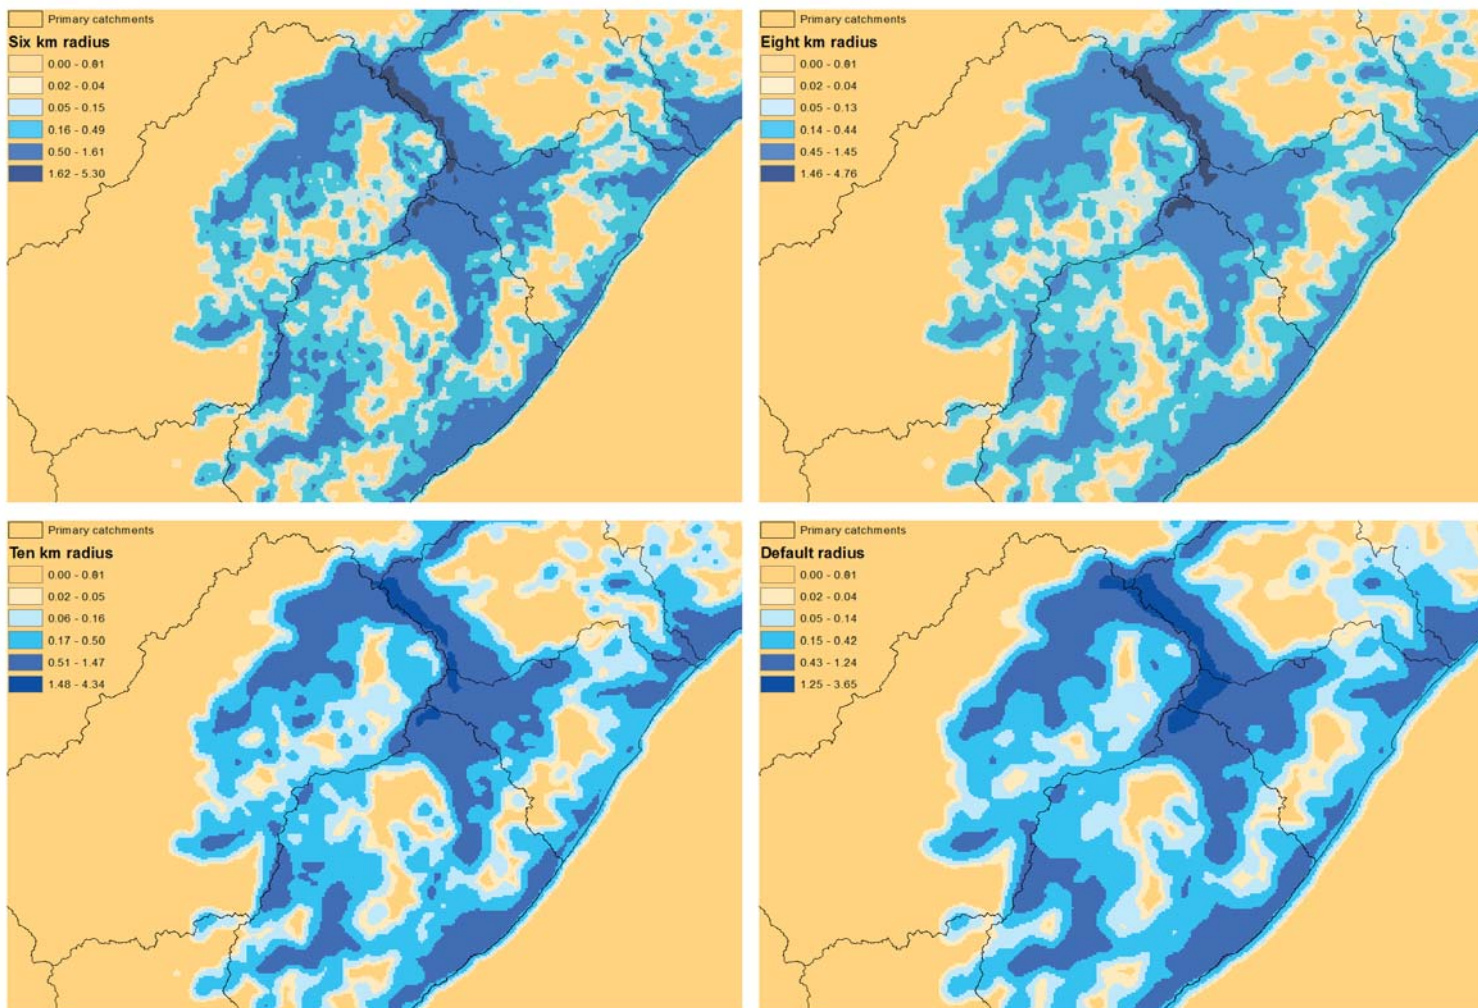 Primary catchments
Six km radius
0.00 - 0.01
0.02 - 0.04
0.05 - 0.15
0.16 - 0.49
0.50 - 1.61
1.62 - 5.30
Primary catchments
Eight km radius
0.00 - 0.01
0.02 - 0.04
0.05 - 0.13
0.14 - 0.44
0.45 - 1.45
1.46 - 4.76
Primary catchments
Ten km radius
0.00 - 0.01
0.02 - 0.05
0.06 - 0.16
0.17 - 0.50
0.51 - 1.47
1.48 - 4.34
Primary catchments
Default radius
0.00 - 0.01
0.02 - 0.04
0.05 - 0.14
0.15 - 0.42
0.43 - 1.24
1.25 - 3.65